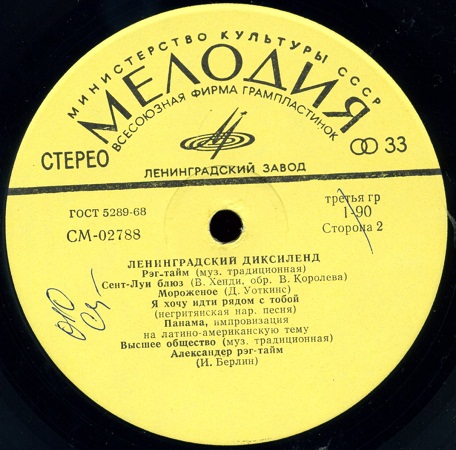 МИНИСТЕРСТВО КУЛЬТУРЫ СССР
МЕЛОДИЯ
ВСЕСОЮЗНАЯ ФИРМА ГРАМПЛАСТИНОК
СТЕРЕО
33
ЛЕНИНГРАДСКИЙ ЗАВОД
ГОСТ 5289-68
третья гр
СМ-02788
1-90
Сторона 2
ЛЕНИНГРАДСКИЙ ДИКСИЛЕНД
Рэг-тайм (муз. традиционная)
Сент-Луи блюз (В. Хенди, обр. В. Королева)
Мороженое (Д. Уоткинс)
Я хочу идти рядом с тобой
(негритянская нар. песня)
Панама, импровизация
на латино-американскую тему
Высшее общество (муз. традиционная)
Александер рэг-тайм
(И. Берлин)